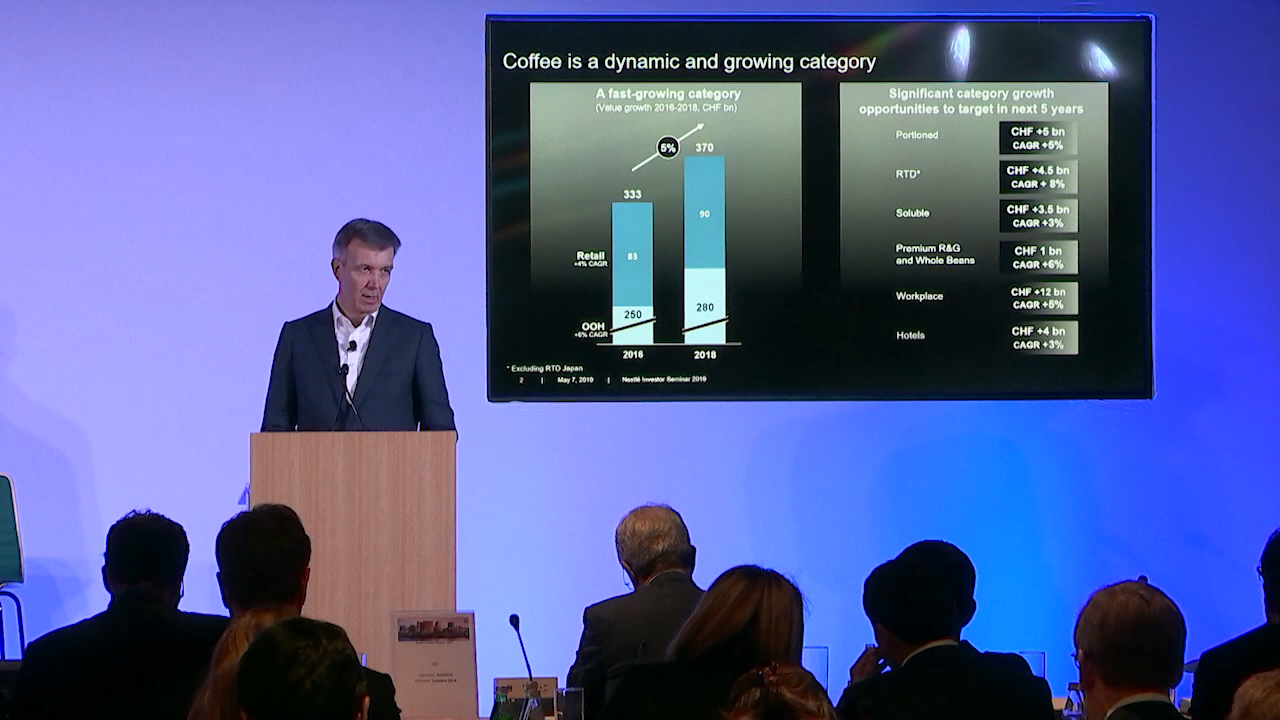 Coffee is a dynamic and growing category
A fast-growing category
(Value growth 2016-2018, CHF bn)
5%
370
333
90
Retail
+4% CAGR
83
280
250
OOH
+6% CAGR
2016
2018
Significant category growth
opportunities to target in next 5 years
Portioned
CHF +5 bn
CAGR +5%
RTD*
CHF +4.5 bn
CAGR + 8%
Soluble
CHF +3.5 bn
CAGR +3%
Premium R&G
and Whole Beans
CHF 1 bn
CAGR +6%
Workplace
CHF +12 bn
CAGR +5%
Hotels
CHF +4 bn
CAGR +3%
* Excluding RTD Japan
2 | May 7, 2019 | Nestlé Investor Seminar 2019